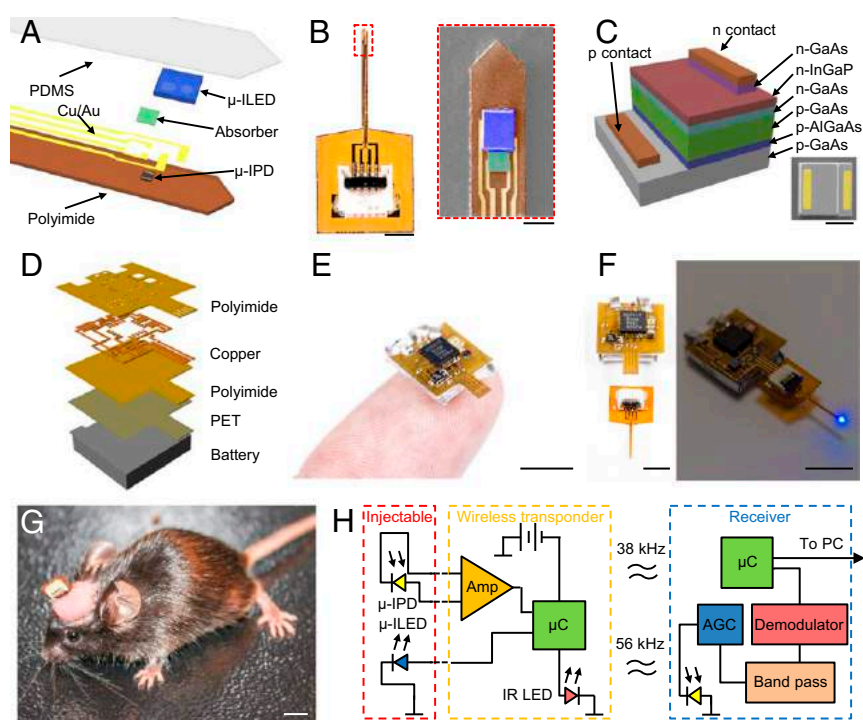 A
PDMS
Cu/Au
μ-ILED
Absorber
μ-IPD
Polyimide
B
C
n contact
p contact
n-GaAs
n-InGaP
n-GaAs
p-GaAs
p-AlGaAs
p-GaAs
D
Polyimide
Copper
Polyimide
PET
Battery
E
F
G
H
Injectable
Wireless transponder
Receiver
μ-IPD
μ-ILED
Amp
μC
IR LED
38 kHz
56 kHz
To PC
μC
AGC
Demodulator
Band pass